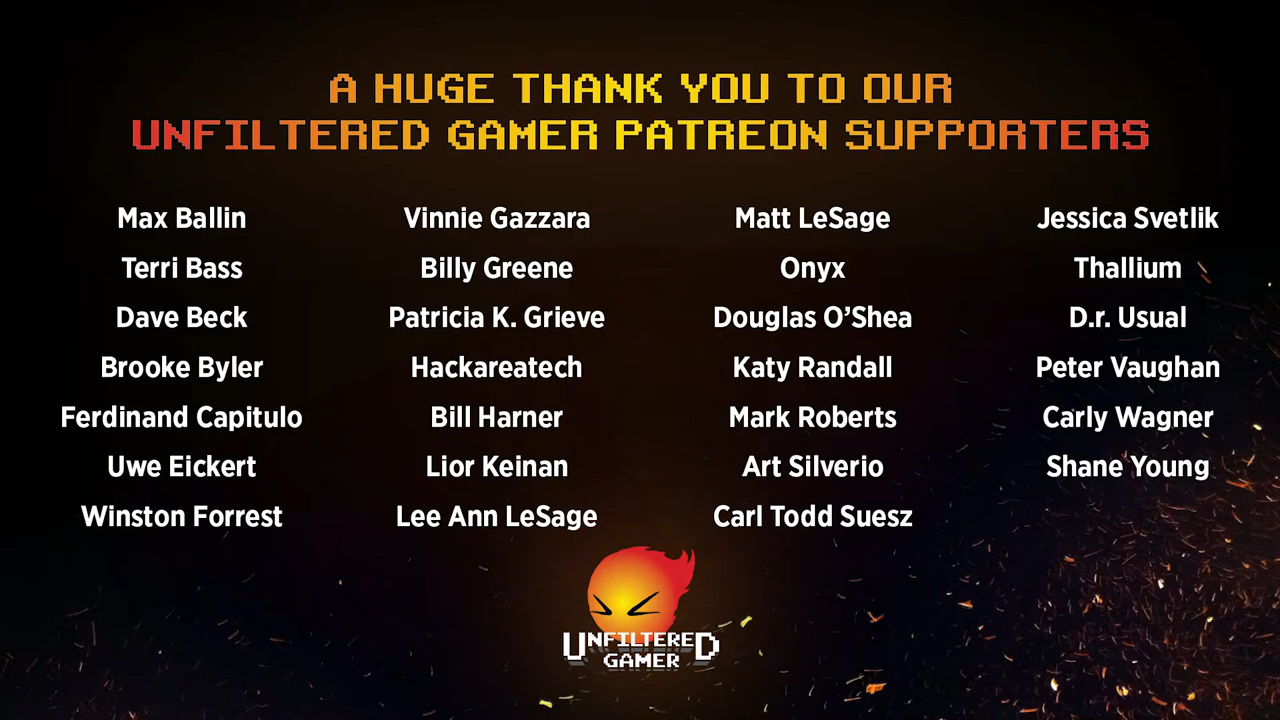 A HUGE THANK YOU TO OUR
UNFILTERED GAMER PATREON SUPPORTERS
Max Ballin
Terri Bass
Dave Beck
Brooke Byler
Ferdinand Capitulo
Uwe Eickert
Winston Forrest
Vinnie Gazzara
Billy Greene
Patricia K. Grieve
Hackareatech
Bill Harner
Lior Keinan
Lee Ann LeSage
Matt LeSage
Onyx
Douglas O’Shea
Katy Randall
Mark Roberts
Art Silverio
Carl Todd Suesz
Jessica Svetlik
Thallium
D.r. Usual
Peter Vaughan
Carly Wagner
Shane Young
UNFILTERED
GAMER